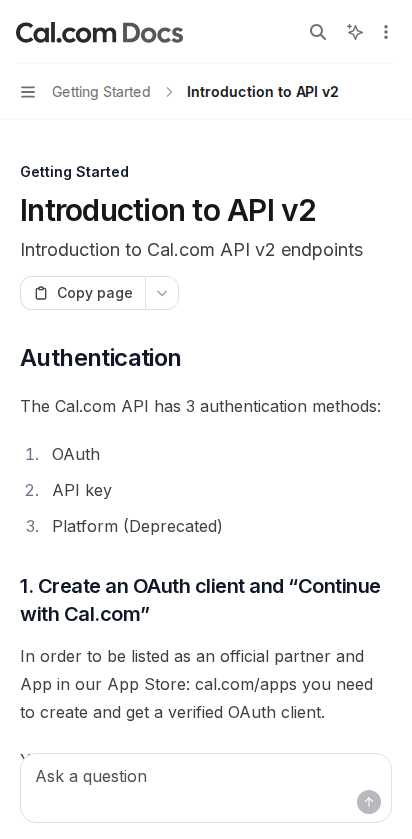 Cal.com Docs
Getting Started > Introduction to API v2
Getting Started
Introduction to API v2
Introduction to Cal.com API v2 endpoints
Copy page
Authentication
The Cal.com API has 3 authentication methods:
1. OAuth
2. API key
3. Platform (Deprecated)
1. Create an OAuth client and “Continue
with Cal.com”
In order to be listed as an official partner and
App in our App Store: cal.com/apps you need
to create and get a verified OAuth client.
Ask a question